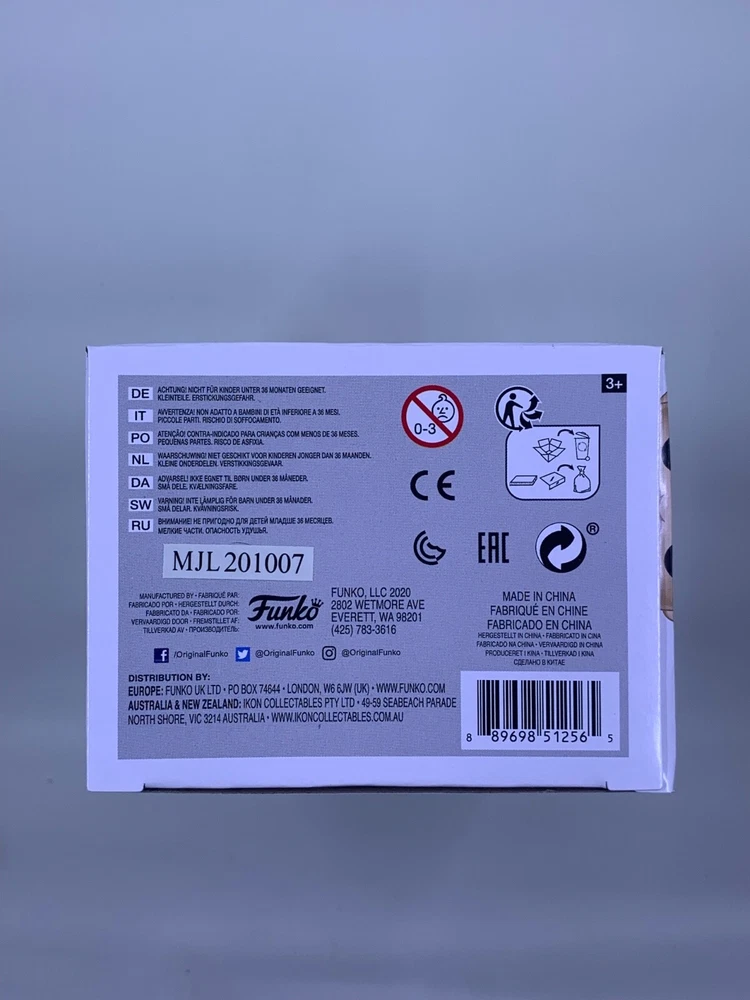 3+
DE ACHTUNG! NICHT FÜR KINDER UNTER 36 MONATEN GEEIGNET.
KLEINTEILE. ERSTICKUNGSGEFAHR.
IT AVVERTENZA! NON ADATTO A BAMBINI DI ETÀ INFERIORE A 36 MESI.
PICCOLE PARTI. RISCHIO DI SOFFOCAMENTO.
PO ATENÇÃO! CONTRA-INDICADO PARA CRIANÇAS COM MENOS DE 36 MESES.
PEQUENAS PARTES. RISCO DE ASFIXIA.
NL WAARSCHUWING! NIET GESCHIKT VOOR KINDEREN JONGER DAN 36 MAANDEN.
KLEINE ONDERDELEN. VERSTIKKINGSGEVAAR.
DA ADVARSEL! IKKE EGNET TIL BØRN UNDER 36 MÅNEDER.
SMÅ DELE. KVÆLNINGSFARE.
SW VARNING! INTE LÄMPLIG FÖR BARN UNDER 36 MÅNADER.
SMÅ DELAR. KVÄVNINGSRISK.
RU ВНИМАНИЕ! НЕ ПРИГОДНО ДЛЯ ДЕТЕЙ МЛАДШЕ 36 МЕСЯЦЕВ.
МЕЛКИЕ ЧАСТИ. ОПАСНОСТЬ УДУШЬЯ.
0-3
CE
EAC
®
MJL 201007
MANUFACTURED BY • FABRIQUÉ PAR:
FABRICADO POR • HERGESTELLT DURCH:
FABBRICATO DA • FABRICADO POR:
VERVAARDIGD DOOR • FREMSTILLET AF:
TILLVERKAD AV • ПРОИЗВОДИТЕЛЬ:
Funko
www.funko.com
FUNKO, LLC 2020
2802 WETMORE AVE
EVERETT, WA 98201
(425) 783-3616
MADE IN CHINA
FABRIQUÉ EN CHINE
FABRICADO EN CHINA
HERGESTELLT IN CHINA • FABBRICATO IN CINA
FABRICADO NA CHINA • VERVAARDIGD IN CHINA
PRODUCERET I KINA • TILLVERKAD I KINA
СДЕЛАНО В КИТАЕ
/OriginalFunko @OriginalFunko @OriginalFunko
DISTRIBUTION BY:
EUROPE: FUNKO UK LTD • PO BOX 74644 • LONDON, W6 6JW (UK) • WWW.FUNKO.COM
AUSTRALIA & NEW ZEALAND: IKON COLLECTABLES PTY LTD • 49-59 SEABEACH PARADE
NORTH SHORE, VIC 3214 AUSTRALIA • WWW.IKONCOLLECTABLES.COM.AU
8 89698 51256 5